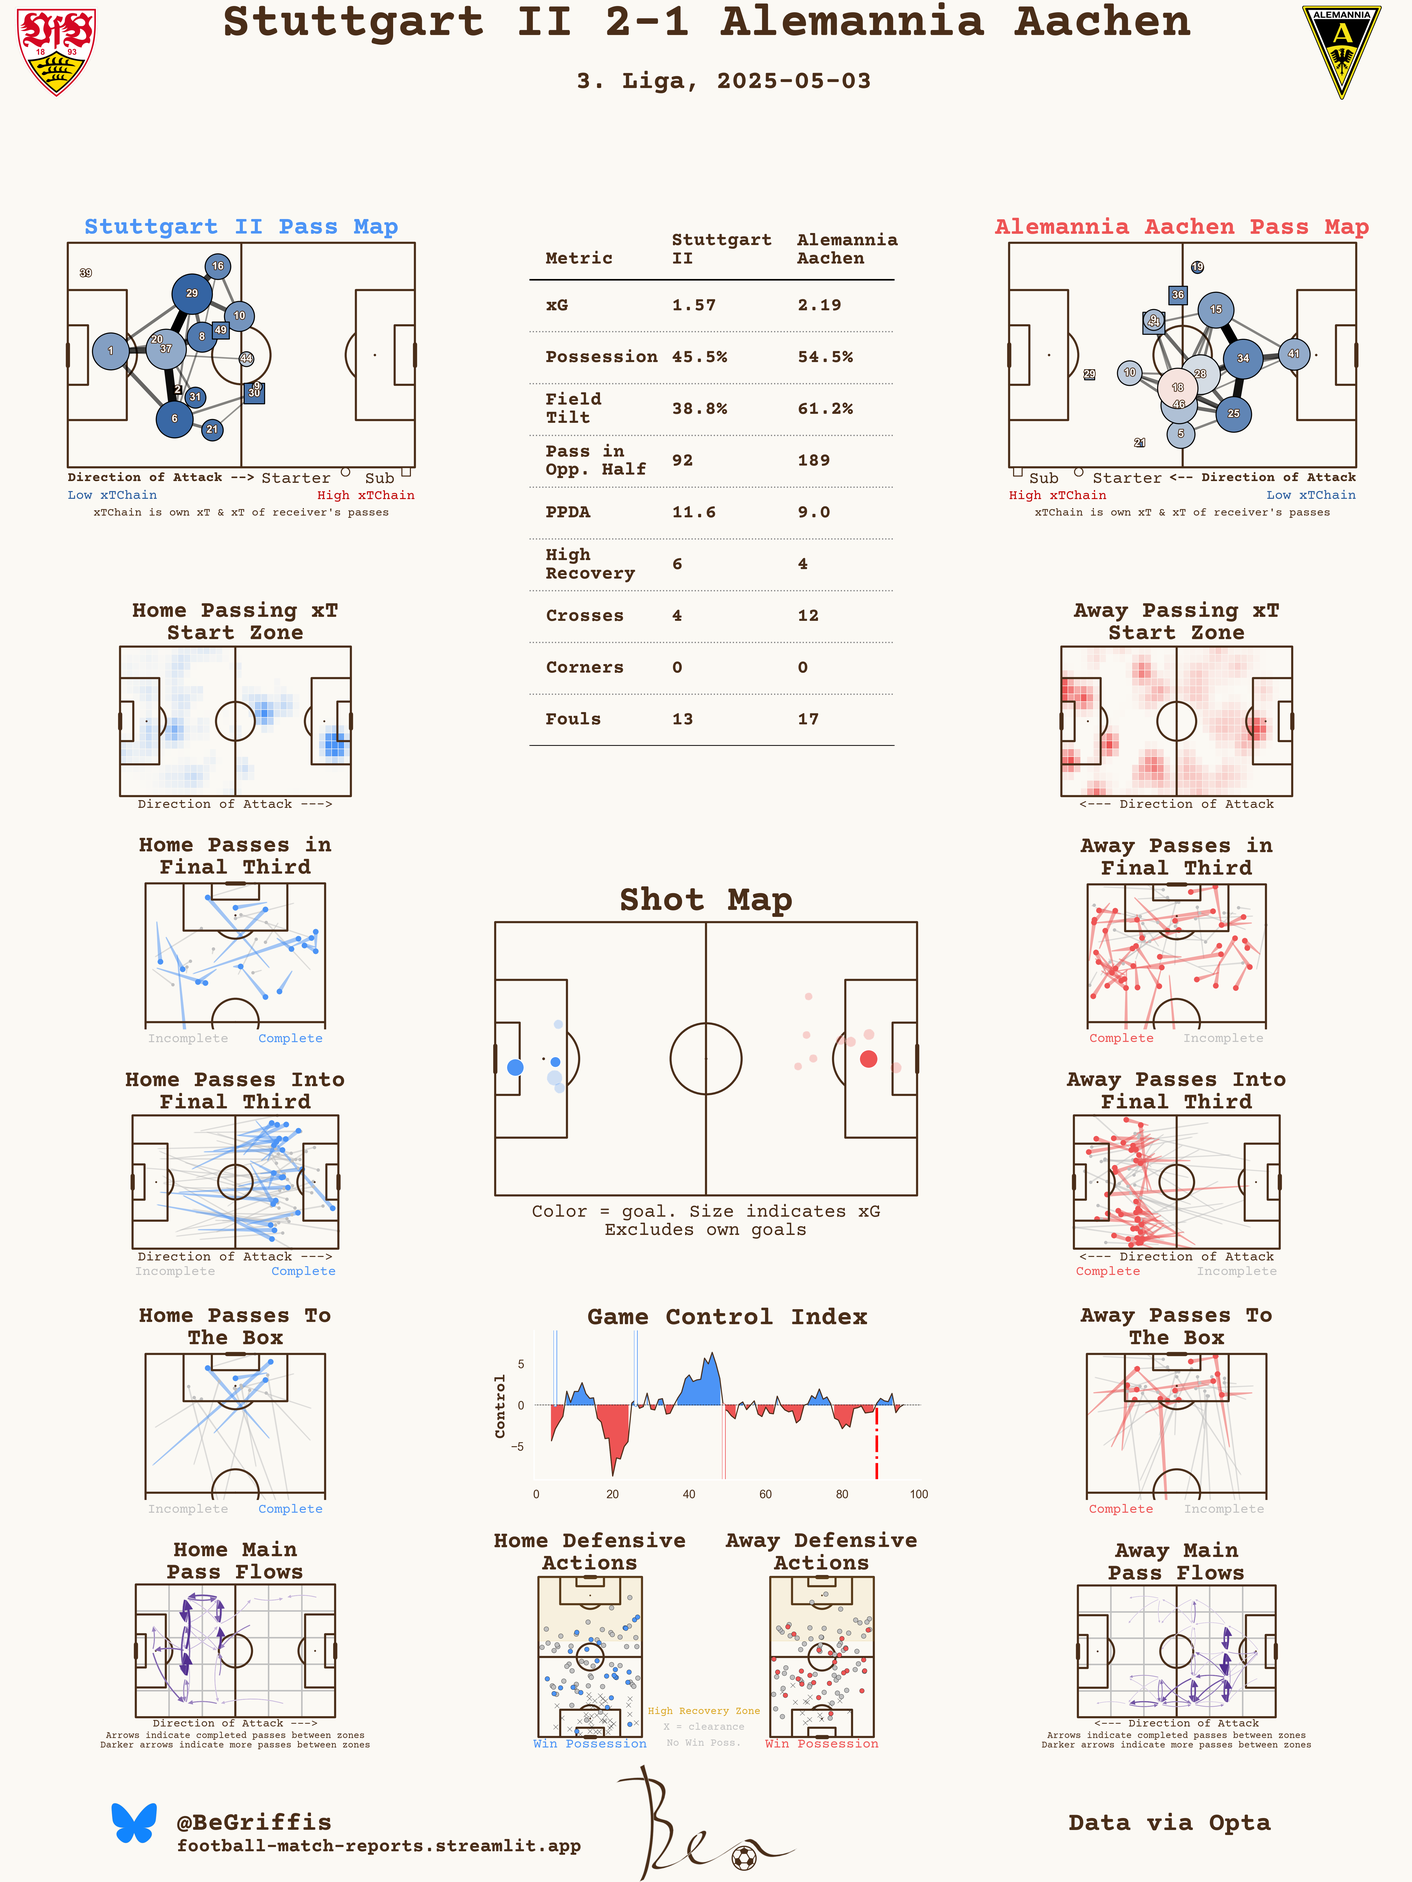 Stuttgart II 2-1 Alemannia Aachen
3. Liga, 2025-05-03
VfB
18 93
ALEMANNIA
A
Stuttgart II Pass Map
39
16
29
10
20
8
49
1
37
44
9
2
31
30
6
21
Direction of Attack --> Starter Sub
Low xTChain High xTChain
xTChain is own xT & xT of receiver's passes
Metric Stuttgart II Alemannia Aachen
xG 1.57 2.19
Possession 45.5% 54.5%
Field Tilt 38.8% 61.2%
Pass in Opp. Half 92 189
PPDA 11.6 9.0
High Recovery 6 4
Crosses 4 12
Corners 0 0
Fouls 13 17
Alemannia Aachen Pass Map
19
36
15
9
44
34
41
29
10
28
18
46
25
5
21
Sub Starter <-- Direction of Attack
High xTChain Low xTChain
xTChain is own xT & xT of receiver's passes
Home Passing xT
Start Zone
Direction of Attack --->
Away Passing xT
Start Zone
<--- Direction of Attack
Home Passes in
Final Third
Incomplete Complete
Away Passes in
Final Third
Complete Incomplete
Shot Map
Color = goal. Size indicates xG
Excludes own goals
Home Passes Into
Final Third
Direction of Attack --->
Incomplete Complete
Away Passes Into
Final Third
<--- Direction of Attack
Complete Incomplete
Home Passes To
The Box
Incomplete Complete
Game Control Index
Control
5
0
−5
0 20 40 60 80 100
Away Passes To
The Box
Complete Incomplete
Home Main
Pass Flows
Direction of Attack --->
Arrows indicate completed passes between zones
Darker arrows indicate more passes between zones
Home Defensive
Actions
Win Possession
High Recovery Zone
X = clearance
No Win Poss.
Away Defensive
Actions
Win Possession
Away Main
Pass Flows
<--- Direction of Attack
Arrows indicate completed passes between zones
Darker arrows indicate more passes between zones
@BeGriffis
football-match-reports.streamlit.app
Ben
Data via Opta